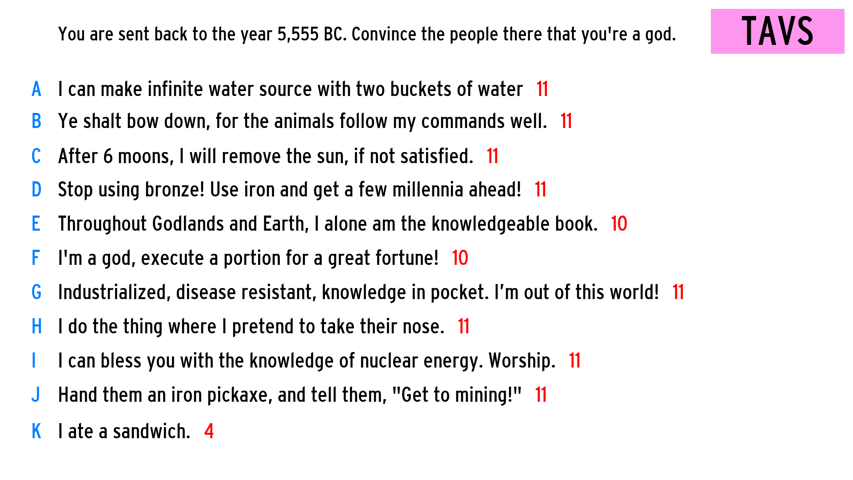 You are sent back to the year 5,555 BC. Convince the people there that you're a god.
TAVS
A I can make infinite water source with two buckets of water 11
B Ye shalt bow down, for the animals follow my commands well. 11
C After 6 moons, I will remove the sun, if not satisfied. 11
D Stop using bronze! Use iron and get a few millennia ahead! 11
E Throughout Godlands and Earth, I alone am the knowledgeable book. 10
F I'm a god, execute a portion for a great fortune! 10
G Industrialized, disease resistant, knowledge in pocket. I’m out of this world! 11
H I do the thing where I pretend to take their nose. 11
I I can bless you with the knowledge of nuclear energy. Worship. 11
J Hand them an iron pickaxe, and tell them, "Get to mining!" 11
K I ate a sandwich. 4